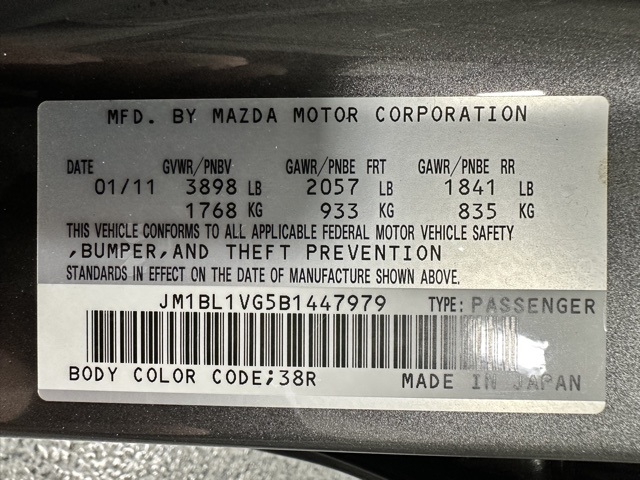 MFD. BY MAZDA MOTOR CORPORATION
DATE GVWR/PNBV GAWR/PNBE FRT GAWR/PNBE RR
01/11 3898 LB 2057 LB 1841 LB
1768 KG 933 KG 835 KG
THIS VEHICLE CONFORMS TO ALL APPLICABLE FEDERAL MOTOR VEHICLE SAFETY
,BUMPER,AND THEFT PREVENTION
STANDARDS IN EFFECT ON THE DATE OF MANUFACTURE SHOWN ABOVE.
JM1BL1VG5B1447979 TYPE: PASSENGER
BODY COLOR CODE;38R MADE IN JAPAN